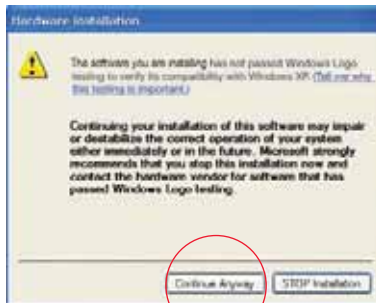 Hardware Installation
The software you are installing has not passed Windows Logo
testing to verify its compatibility with Windows XP. (Tell me why
this testing is important.)
Continuing your installation of this software may impair
or destabilize the correct operation of your system
either immediately or in the future. Microsoft strongly
recommends that you stop this installation now and
contact the hardware vendor for software that has
passed Windows Logo testing.
Continue Anyway
STOP Installation